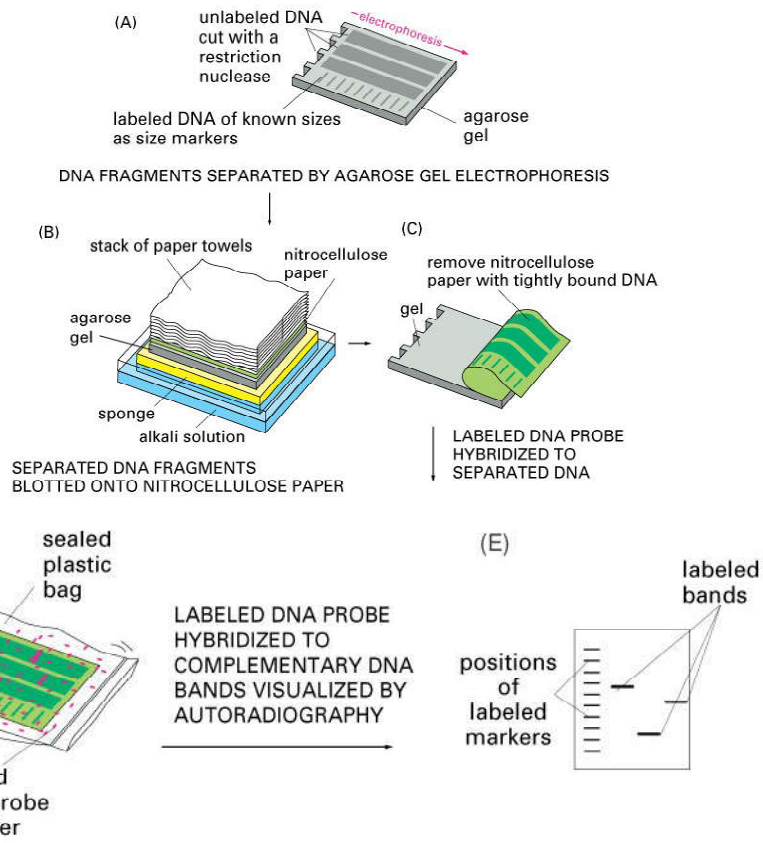 (A)
unlabeled DNA
cut with a
restriction
nuclease
electrophoresis
labeled DNA of known sizes
as size markers
agarose
gel
DNA FRAGMENTS SEPARATED BY AGAROSE GEL ELECTROPHORESIS
(B)
stack of paper towels
nitrocellulose
paper
agarose
gel
sponge
alkali solution
SEPARATED DNA FRAGMENTS
BLOTTED ONTO NITROCELLULOSE PAPER
(C)
remove nitrocellulose
paper with tightly bound DNA
gel
LABELED DNA PROBE
HYBRIDIZED TO
SEPARATED DNA
sealed
plastic
bag
d
robe
er
LABELED DNA PROBE
HYBRIDIZED TO
COMPLEMENTARY DNA
BANDS VISUALIZED BY
AUTORADIOGRAPHY
(E)
labeled
bands
positions
of
labeled
markers